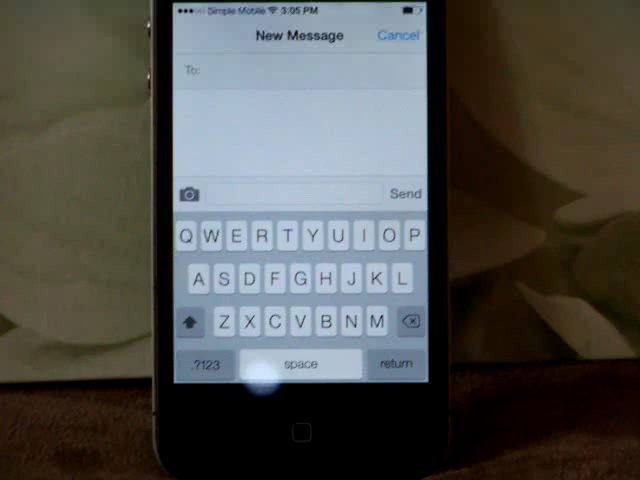 Simple Mobile 3:05 PM
New Message Cancel
To:
Send
Q W E R T Y U I O P
A S D F G H J K L
Z X C V B N M
.?123 space return